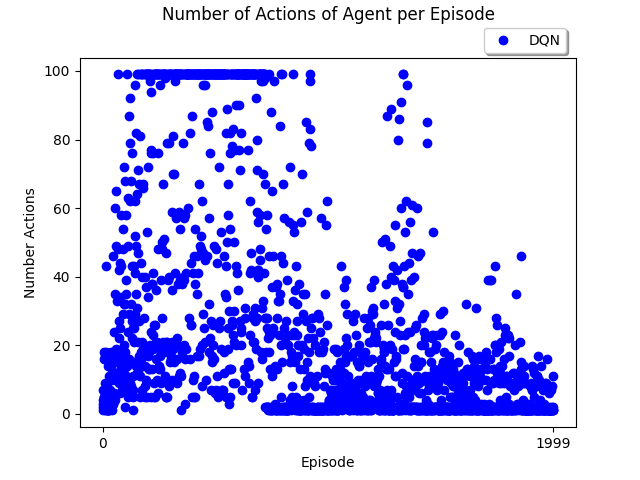 Number of Actions of Agent per Episode
DQN
100
80
60
40
20
0
Number Actions
0
1999
Episode